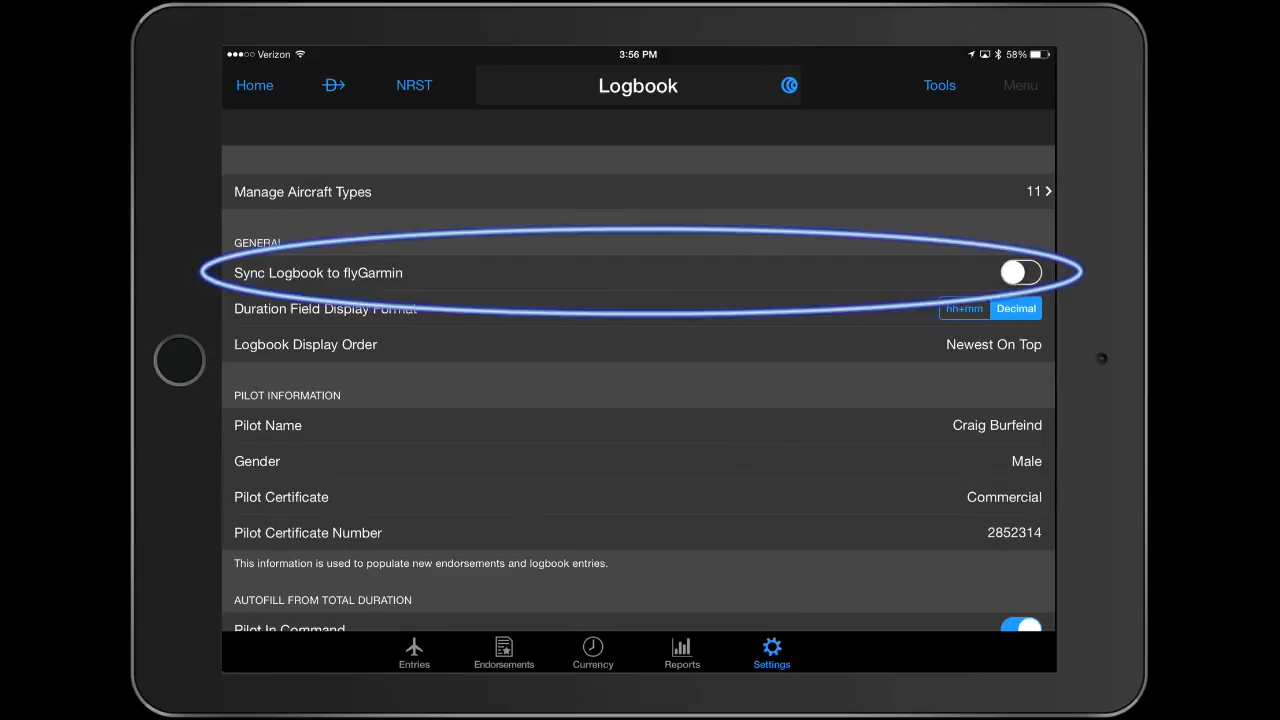 Verizon 3:56 PM 58%
Home NRST Logbook Tools Menu
Manage Aircraft Types 11
GENERAL
Sync Logbook to flyGarmin
Duration Field Display Format hh+mm Decimal
Logbook Display Order Newest On Top
PILOT INFORMATION
Pilot Name Craig Burfeind
Gender Male
Pilot Certificate Commercial
Pilot Certificate Number 2852314
This information is used to populate new endorsements and logbook entries.
AUTOFILL FROM TOTAL DURATION
Pilot In Command
Entries Endorsements Currency Reports Settings